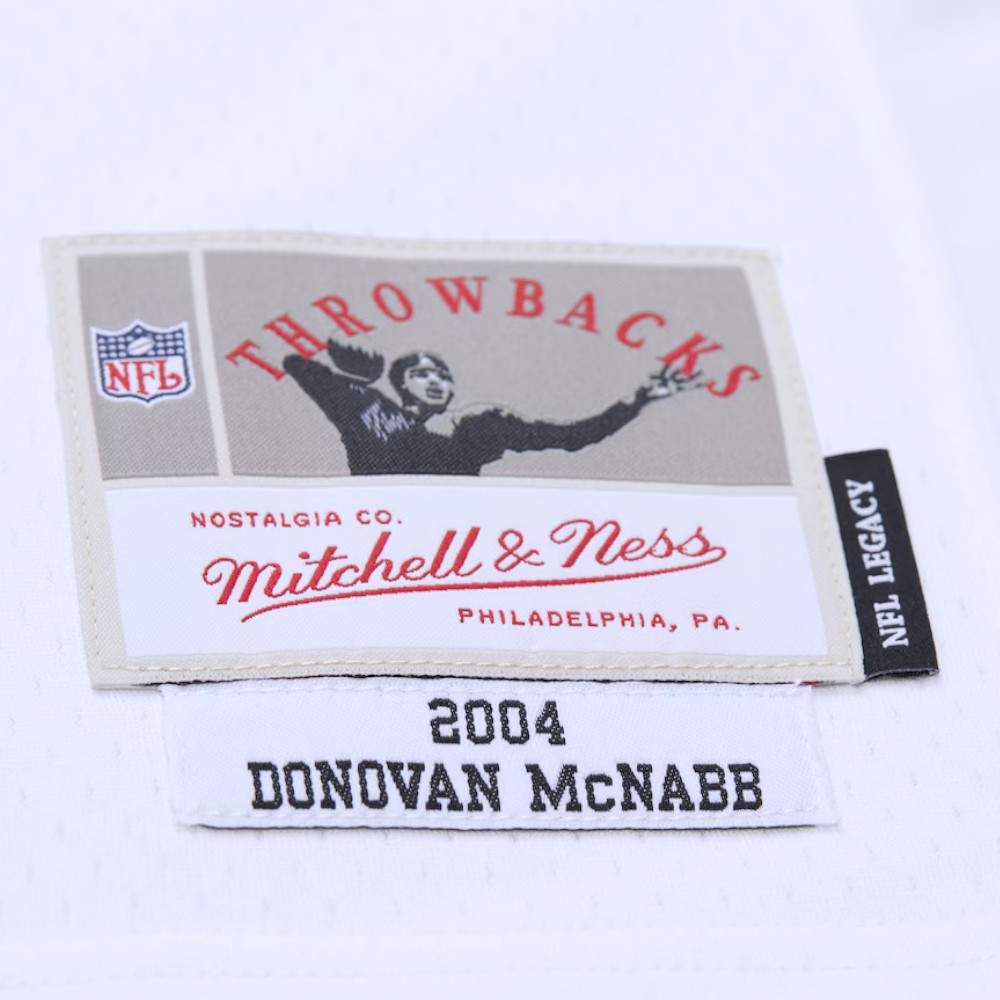 THROWBACKS
NFL
NOSTALGIA CO.
Mitchell & Ness
PHILADELPHIA, PA.
NFL LEGACY
2004
DONOVAN McNABB